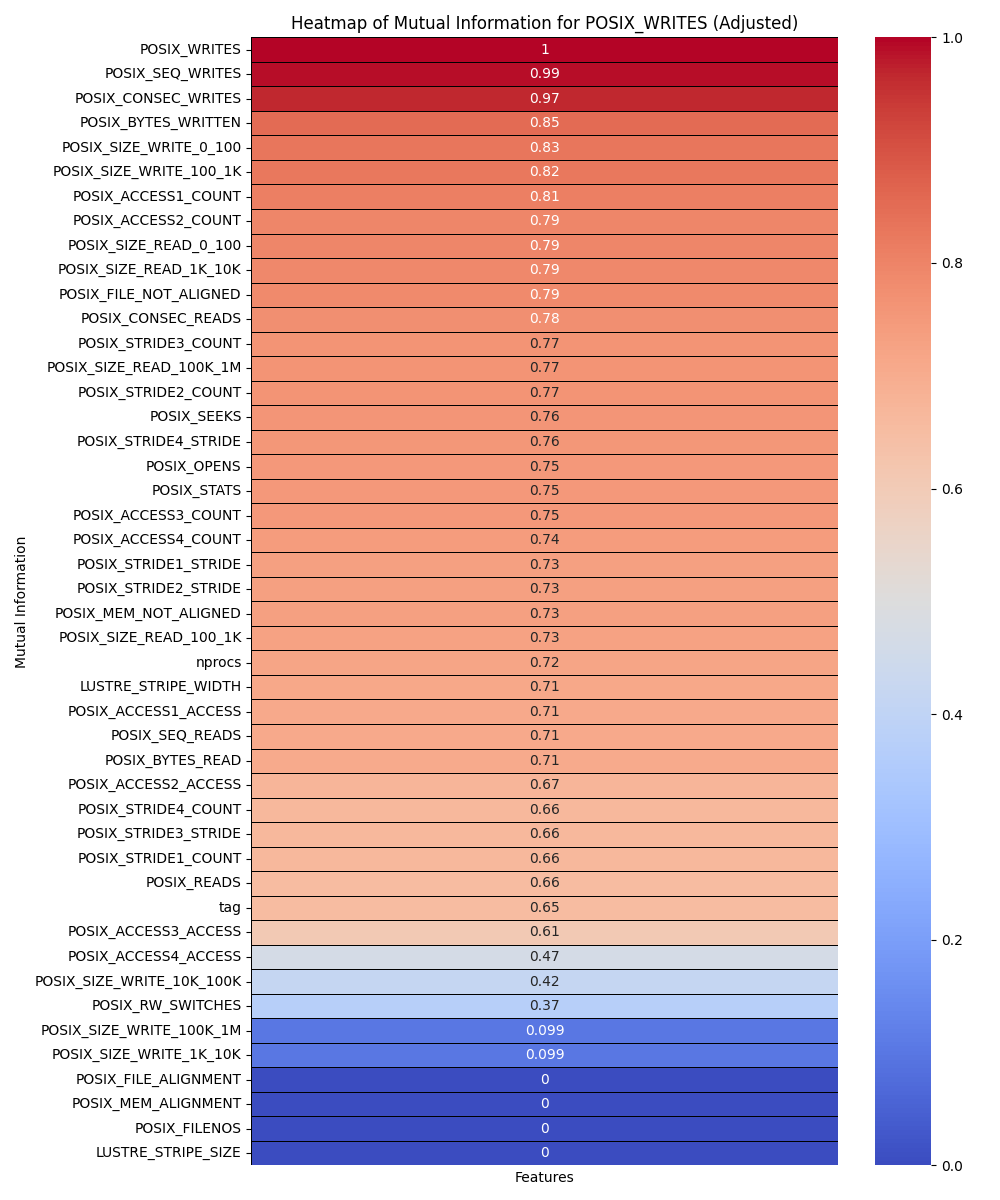 Heatmap of Mutual Information for POSIX_WRITES (Adjusted)
POSIX_WRITES 1
POSIX_SEQ_WRITES 0.99
POSIX_CONSEC_WRITES 0.97
POSIX_BYTES_WRITTEN 0.85
POSIX_SIZE_WRITE_0_100 0.83
POSIX_SIZE_WRITE_100_1K 0.82
POSIX_ACCESS1_COUNT 0.81
POSIX_ACCESS2_COUNT 0.79
POSIX_SIZE_READ_0_100 0.79
POSIX_SIZE_READ_1K_10K 0.79
POSIX_FILE_NOT_ALIGNED 0.79
POSIX_CONSEC_READS 0.78
POSIX_STRIDE3_COUNT 0.77
POSIX_SIZE_READ_100K_1M 0.77
POSIX_STRIDE2_COUNT 0.77
POSIX_SEEKS 0.76
POSIX_STRIDE4_STRIDE 0.76
POSIX_OPENS 0.75
POSIX_STATS 0.75
POSIX_ACCESS3_COUNT 0.75
POSIX_ACCESS4_COUNT 0.74
POSIX_STRIDE1_STRIDE 0.73
POSIX_STRIDE2_STRIDE 0.73
POSIX_MEM_NOT_ALIGNED 0.73
POSIX_SIZE_READ_100_1K 0.73
nprocs 0.72
LUSTRE_STRIPE_WIDTH 0.71
POSIX_ACCESS1_ACCESS 0.71
POSIX_SEQ_READS 0.71
POSIX_BYTES_READ 0.71
POSIX_ACCESS2_ACCESS 0.67
POSIX_STRIDE4_COUNT 0.66
POSIX_STRIDE3_STRIDE 0.66
POSIX_STRIDE1_COUNT 0.66
POSIX_READS 0.66
tag 0.65
POSIX_ACCESS3_ACCESS 0.61
POSIX_ACCESS4_ACCESS 0.47
POSIX_SIZE_WRITE_10K_100K 0.42
POSIX_RW_SWITCHES 0.37
POSIX_SIZE_WRITE_100K_1M 0.099
POSIX_SIZE_WRITE_1K_10K 0.099
POSIX_FILE_ALIGNMENT 0
POSIX_MEM_ALIGNMENT 0
POSIX_FILENOS 0
LUSTRE_STRIPE_SIZE 0
Features
Mutual Information
1.0
0.8
0.6
0.4
0.2
0.0